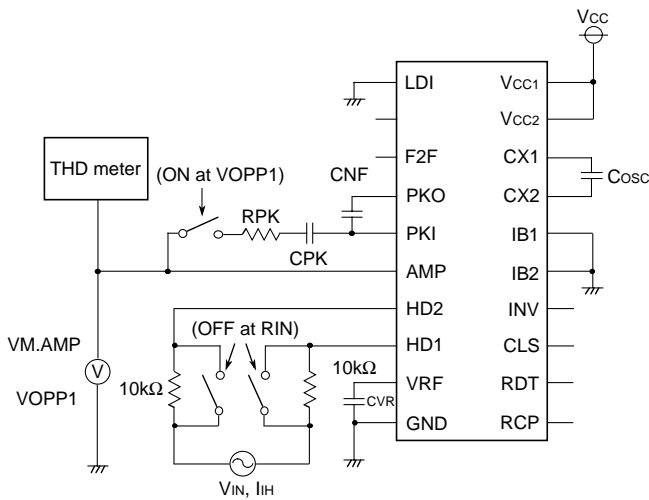 VCC
LDI
VCC1
VCC2
THD meter
(ON at VOPP1)
F2F
CX1
CNF
COSC
RPK
PKO
CX2
CPK
PKI
IB1
AMP
IB2
HD2
INV
VM.AMP
(OFF at RIN)
HD1
CLS
V
VOPP1
10kΩ
10kΩ
VRF
RDT
CVR
GND
RCP
VIN, IIH